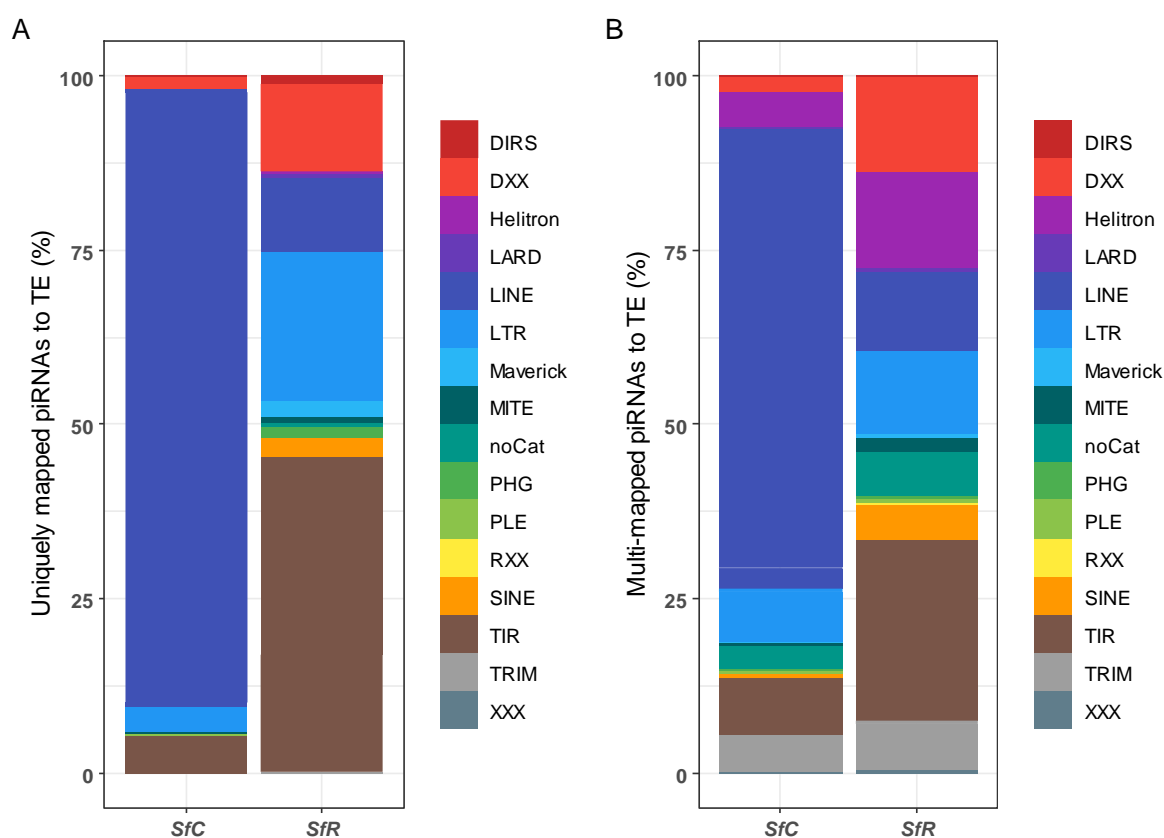 A
Uniquely mapped piRNAs to TE (%)
100
75
50
25
0
SfC
SfR
DIRS
DXX
Helitron
LARD
LINE
LTR
Maverick
MITE
noCat
PHG
PLE
RXX
SINE
TIR
TRIM
XXX
B
Multi-mapped piRNAs to TE (%)
100
75
50
25
0
SfC
SfR
DIRS
DXX
Helitron
LARD
LINE
LTR
Maverick
MITE
noCat
PHG
PLE
RXX
SINE
TIR
TRIM
XXX